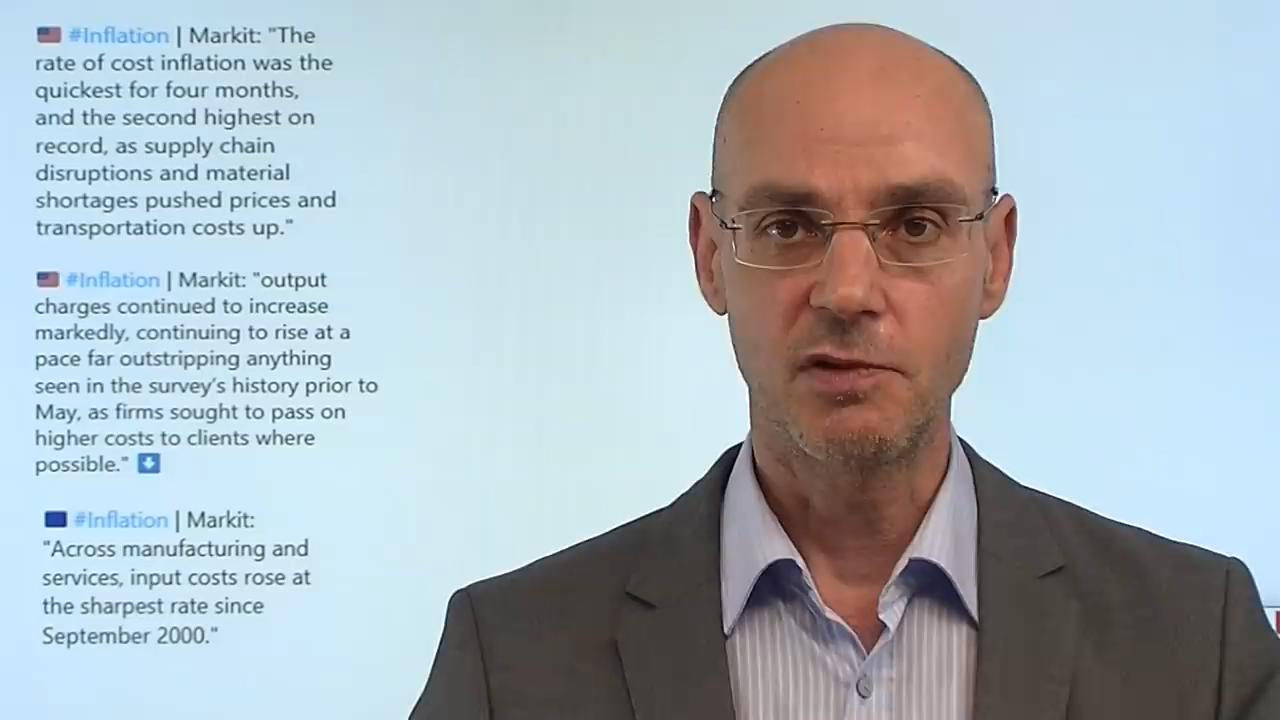 🇺🇸 #Inflation | Markit: "The
rate of cost inflation was the
quickest for four months,
and the second highest on
record, as supply chain
disruptions and material
shortages pushed prices and
transportation costs up."
🇺🇸 #Inflation | Markit: "output
charges continued to increase
markedly, continuing to rise at a
pace far outstripping anything
seen in the survey's history prior to
May, as firms sought to pass on
higher costs to clients where
possible." ⬇️
🇪🇺 #Inflation | Markit:
"Across manufacturing and
services, input costs rose at
the sharpest rate since
September 2000."